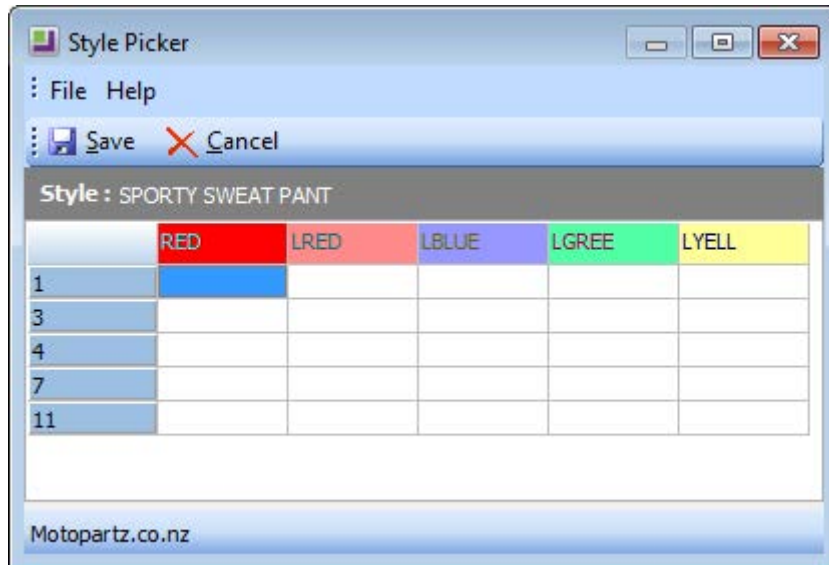 Style Picker
File Help
Save Cancel
Style : SPORTY SWEAT PANT
RED LRED LBLUE LGREE LYELL
1
3
4
7
11
Motopartz.co.nz